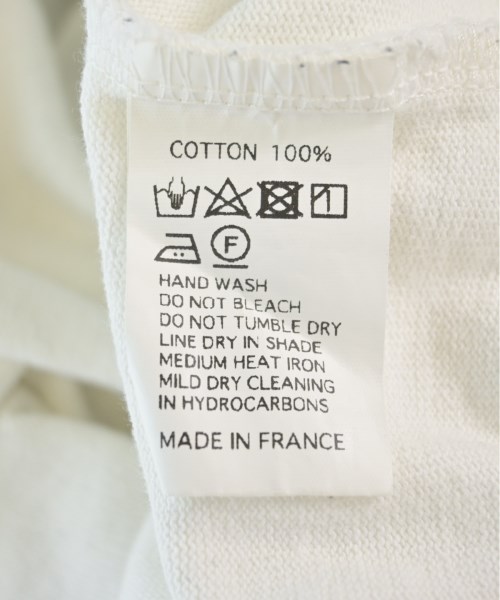 COTTON 100%
F
HAND WASH
DO NOT BLEACH
DO NOT TUMBLE DRY
LINE DRY IN SHADE
MEDIUM HEAT IRON
MILD DRY CLEANING
IN HYDROCARBONS
MADE IN FRANCE